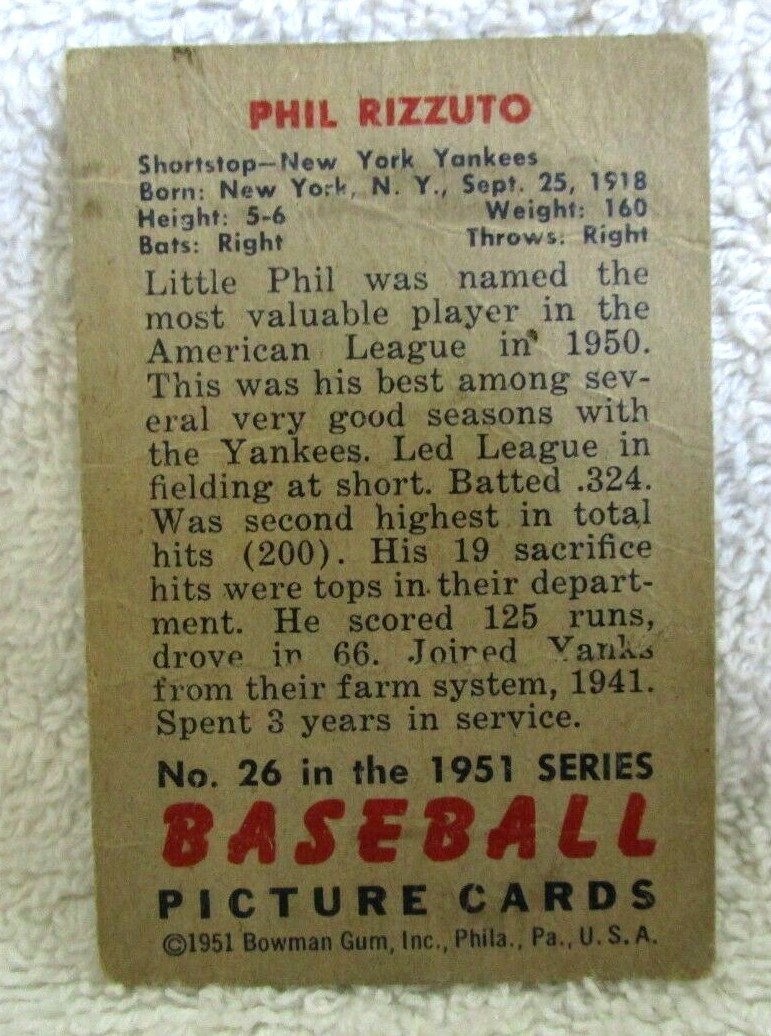 PHIL RIZZUTO
Shortstop—New York Yankees
Born: New York, N. Y., Sept. 25, 1918
Height: 5-6 Weight: 160
Bats: Right Throws: Right
Little Phil was named the
most valuable player in the
American League in 1950.
This was his best among sev-
eral very good seasons with
the Yankees. Led League in
fielding at short. Batted .324.
Was second highest in total
hits (200). His 19 sacrifice
hits were tops in their depart-
ment. He scored 125 runs,
drove in 66. Joined Yanks
from their farm system, 1941.
Spent 3 years in service.
No. 26 in the 1951 SERIES
BASEBALL
PICTURE CARDS
©1951 Bowman Gum, Inc., Phila., Pa., U. S. A.